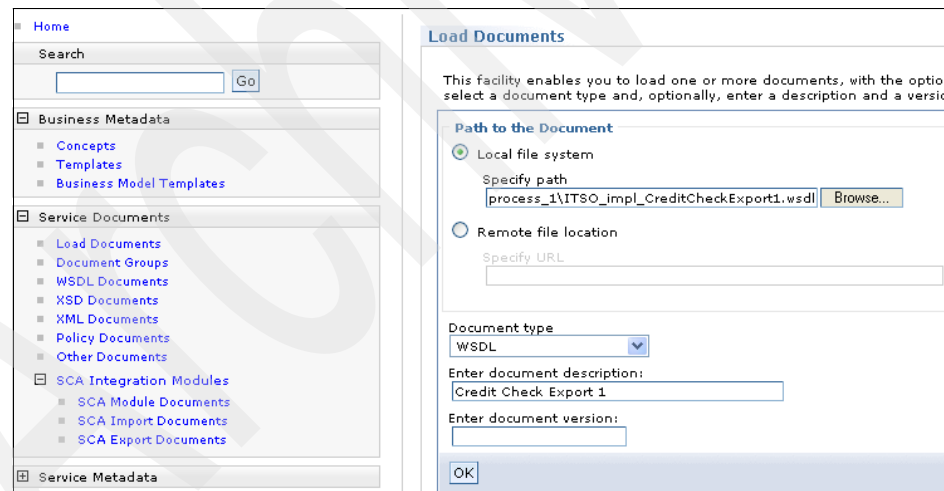 Home
Search
Go
Business Metadata
Concepts
Templates
Business Model Templates
Service Documents
Load Documents
Document Groups
WSDL Documents
XSD Documents
XML Documents
Policy Documents
Other Documents
SCA Integration Modules
SCA Module Documents
SCA Import Documents
SCA Export Documents
Service Metadata
Load Documents
This facility enables you to load one or more documents, with the optio
select a document type and, optionally, enter a description and a versio
Path to the Document
Local file system
Specify path
process_1\ITSO_impl_CreditCheckExport1.wsdl Browse...
Remote file location
Specify URL
Document type
WSDL
Enter document description:
Credit Check Export 1
Enter document version:
OK